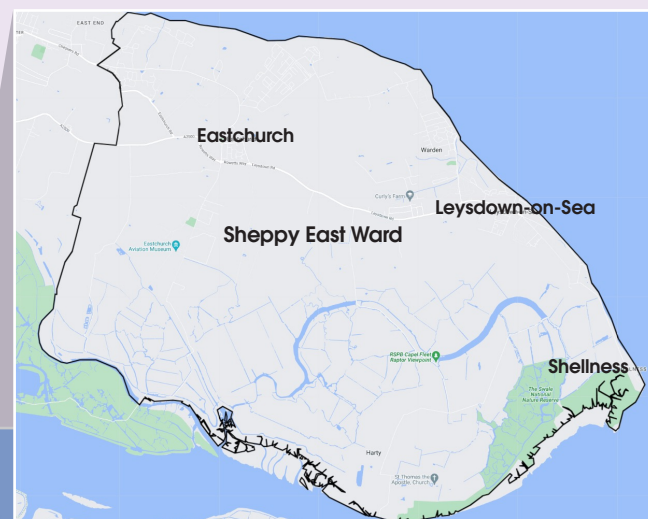 EAST END
Eastchurch
Warden
Curly's Farm
Leysdown-on-Sea
Sheppy East Ward
Eastchurch
Aviation Museum
RSPB Capel Fleet
Raptor Viewpoint
Shellness
The Swale
National
Nature Reserve
Harty
St Thomas the
Apostle, Church